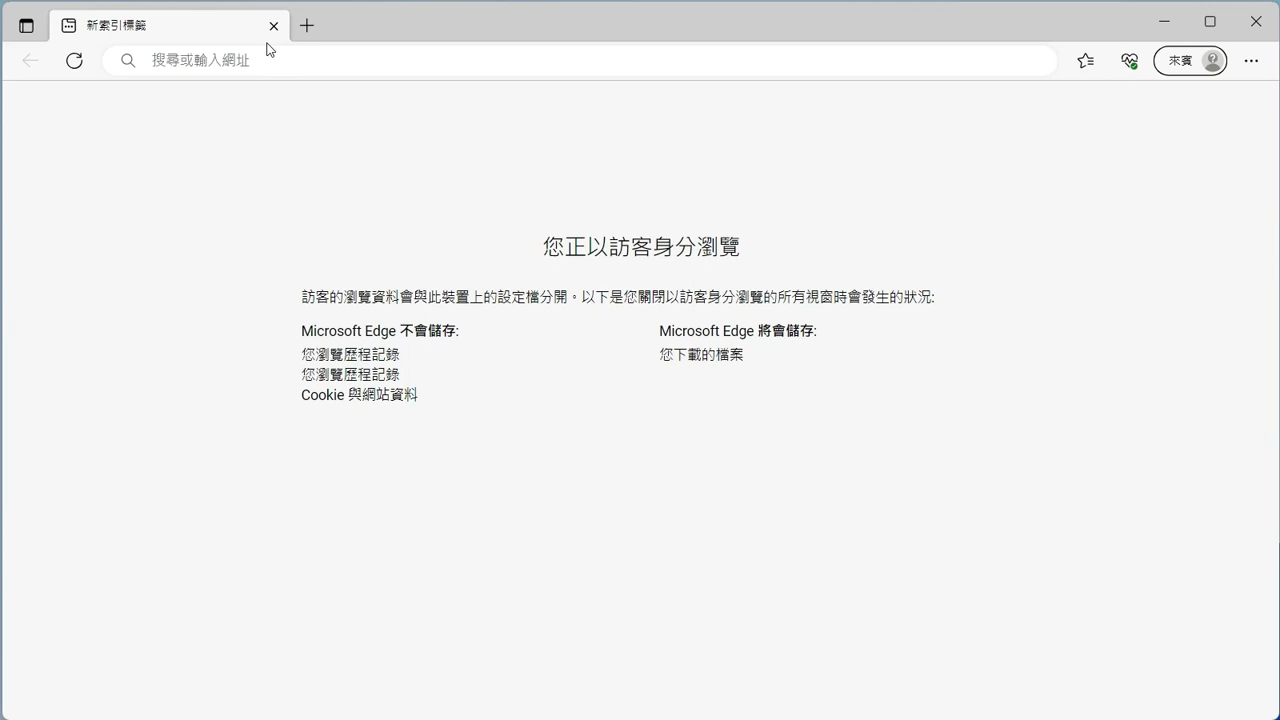 新索引標籤
搜尋或輸入網址
來賓
您正以訪客身分瀏覽
訪客的瀏覽資料會與此裝置上的設定檔分開。以下是您關閉以訪客身分瀏覽的所有視窗時會發生的狀況:
Microsoft Edge 不會儲存:
您瀏覽歷程記錄
您瀏覽歷程記錄
Cookie 與網站資料
Microsoft Edge 將會儲存:
您下載的檔案